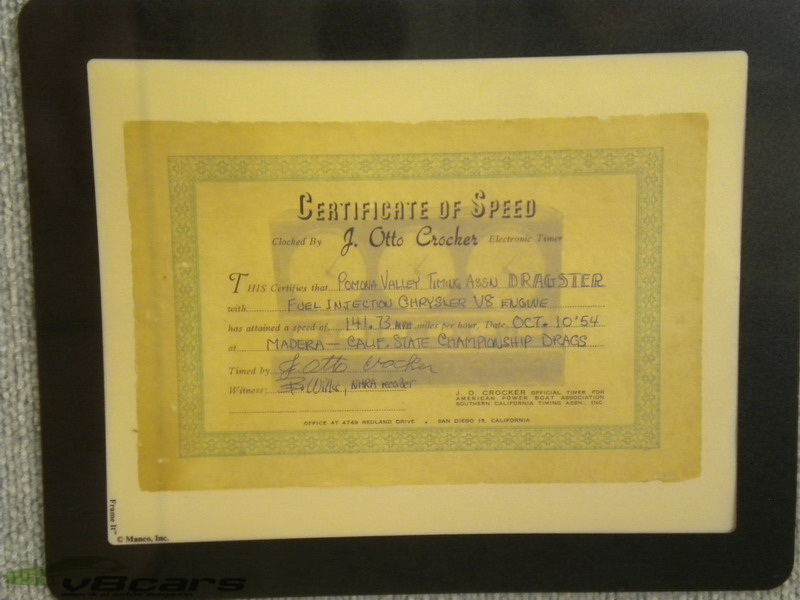 CERTIFICATE OF SPEED
Clocked By J. Otto Crocker Electronic Timer
THIS Certifies that POMONA VALLEY TIMING ASSN DRAGSTER
with FUEL INJECTION CHRYSLER V8 ENGINE
has attained a speed of 141.73 MPH miles per hour, Date OCT. 10 '54
at MADERA — CALIF. STATE CHAMPIONSHIP DRAGS
Timed by J. Otto Crocker
Witness: NHRA
J. O CROCKER OFFICIAL TIMER FOR
AMERICAN POWER BOAT ASSOCIATION
SOUTHERN CALIFORNIA TIMING ASSN., INC.
OFFICE AT 4749 REDLAND DRIVE • SAN DIEGO 15, CALIFORNIA
Frame It™
© Manco, Inc.
v8cars